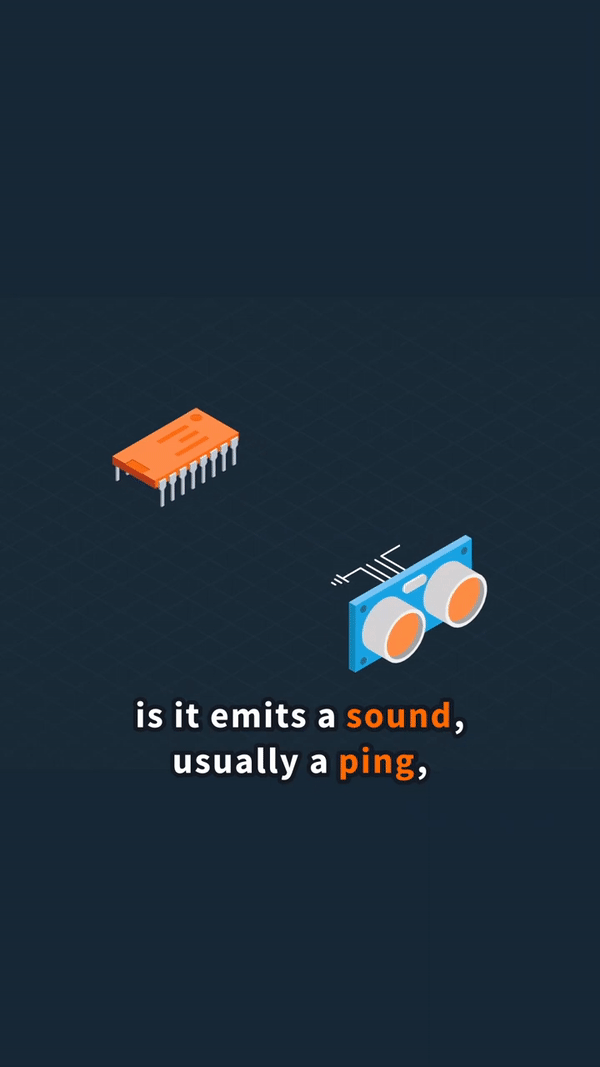 is it emits a sound,
usually a ping,